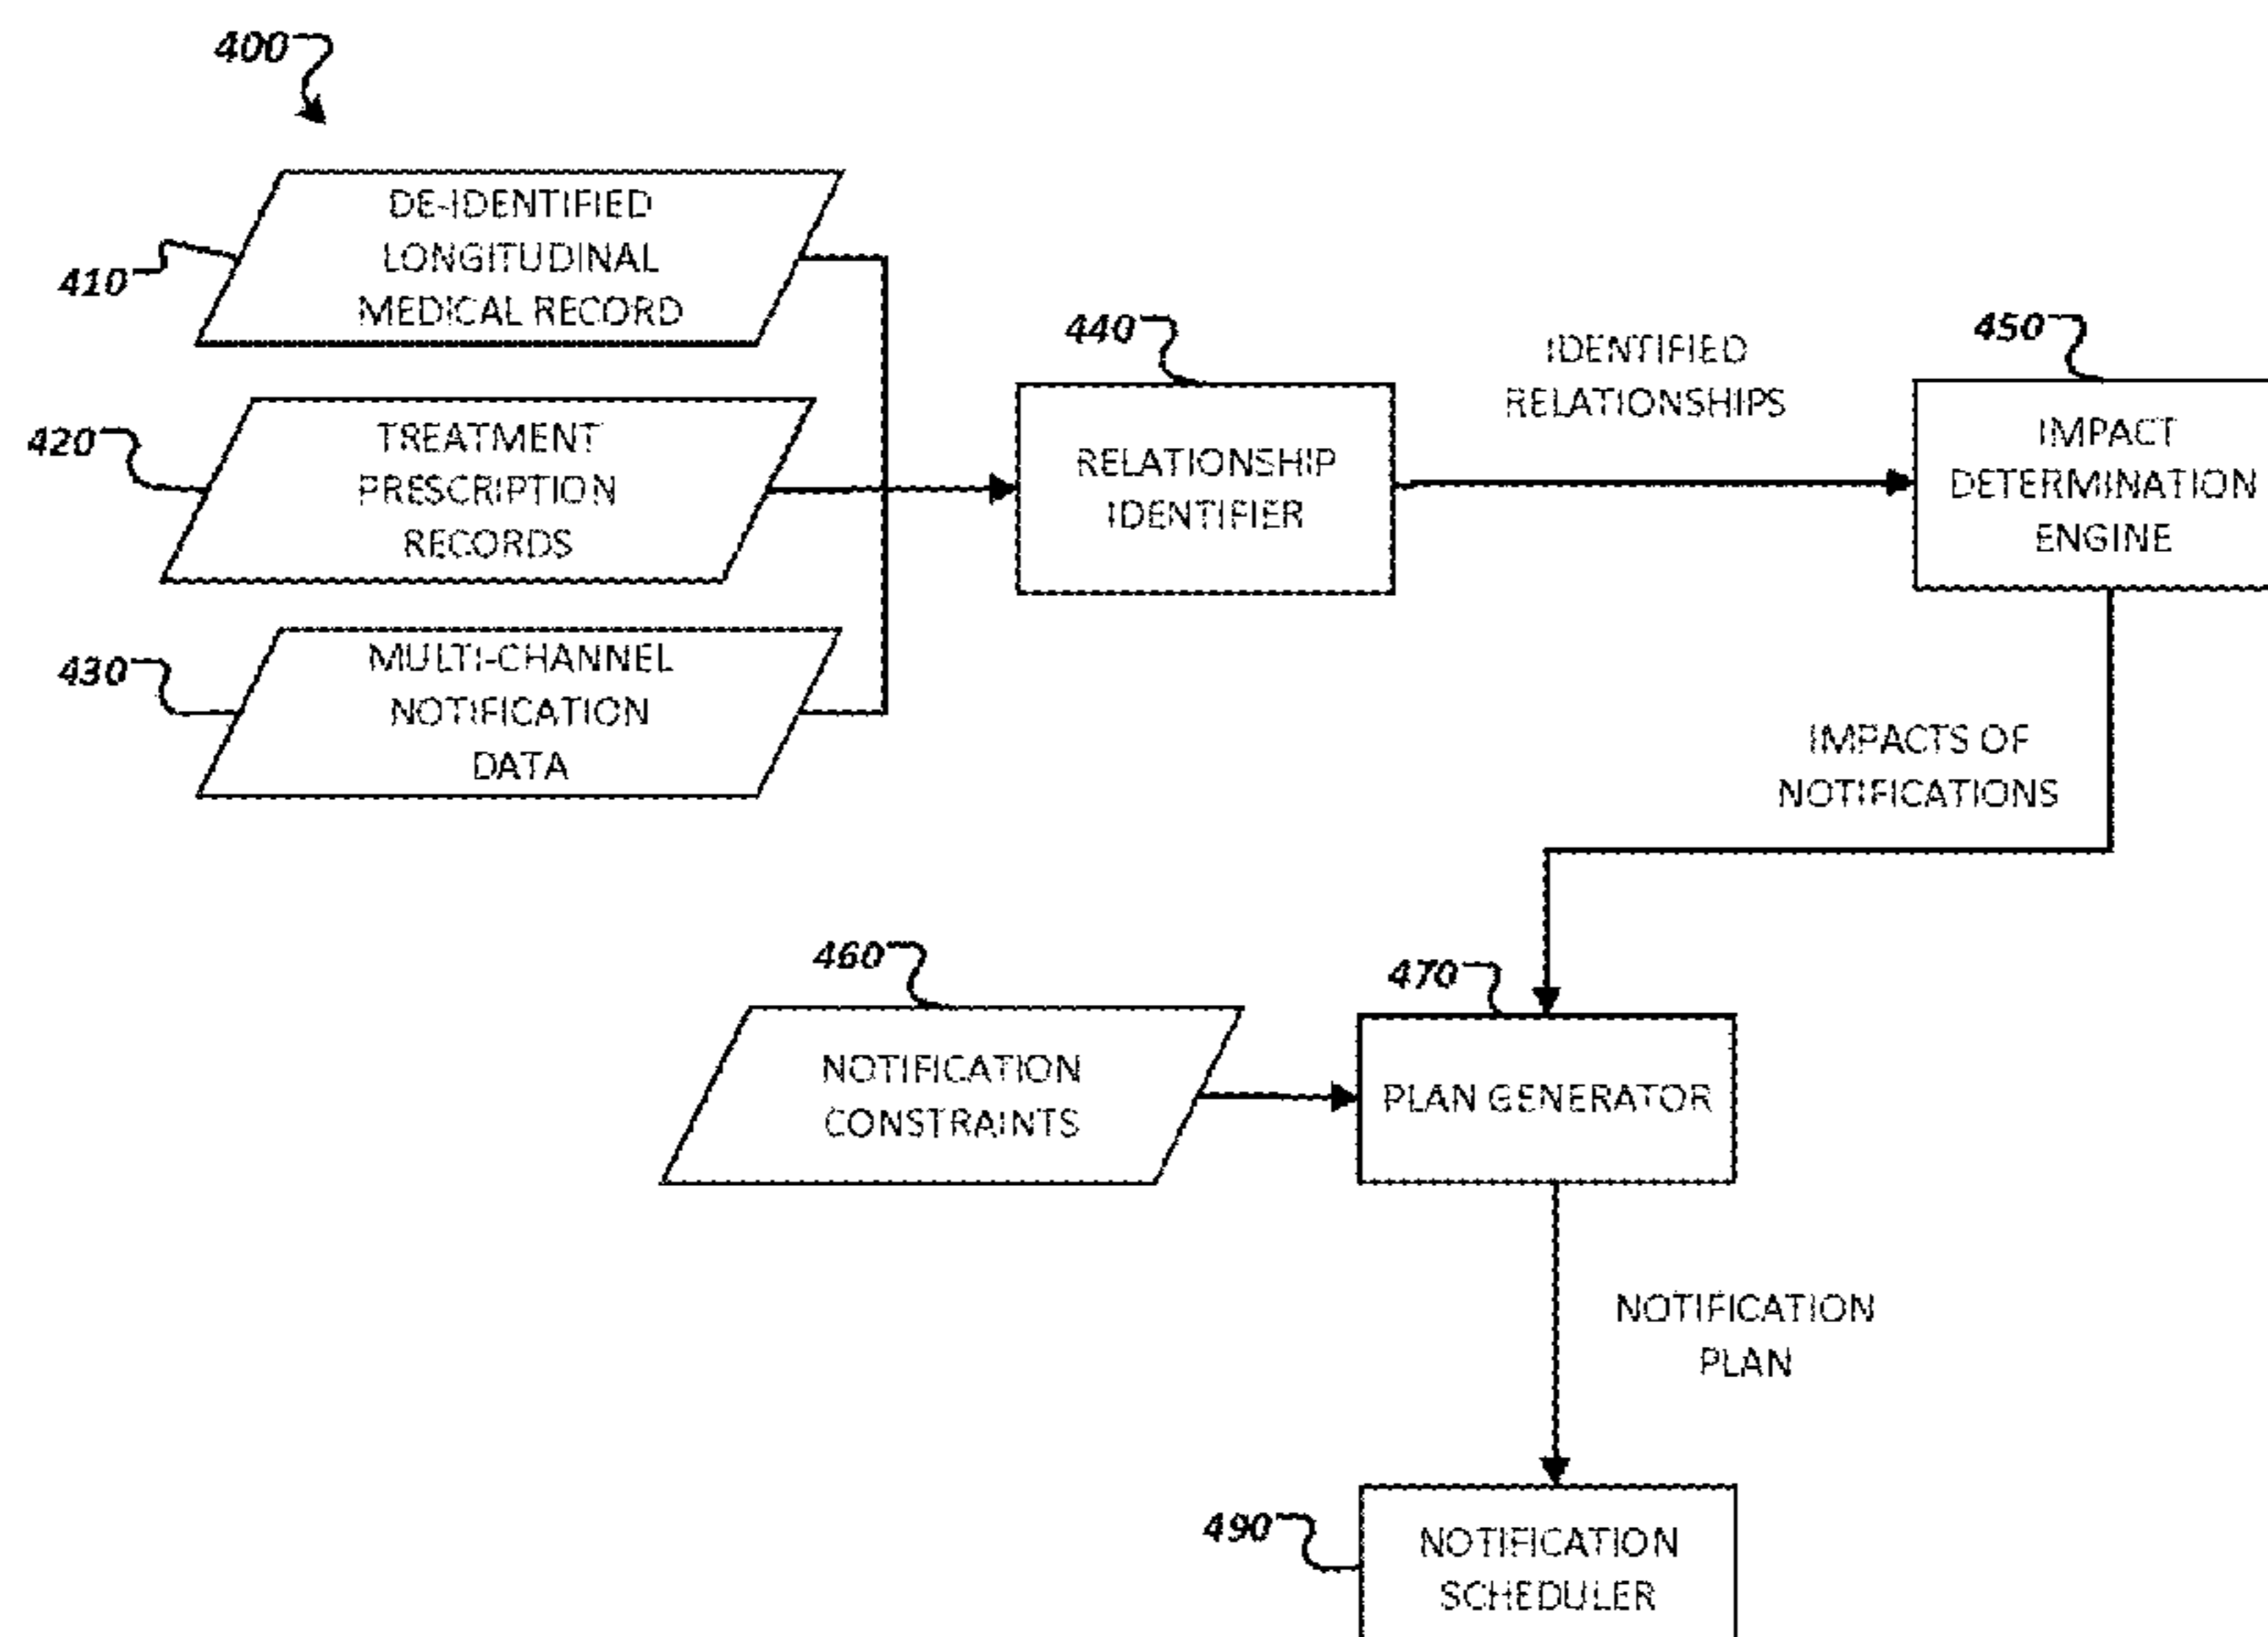 400
DE-IDENTIFIED
LONGITUDINAL
MEDICAL RECORD
410
TREATMENT
PRESCRIPTION
RECORDS
420
MULTI-CHANNEL
NOTIFICATION
DATA
430
440
RELATIONSHIP
IDENTIFIER
IDENTIFIED
RELATIONSHIPS
450
IMPACT
DETERMINATION
ENGINE
IMPACTS OF
NOTIFICATIONS
460
NOTIFICATION
CONSTRAINTS
470
PLAN GENERATOR
NOTIFICATION
PLAN
490
NOTIFICATION
SCHEDULER